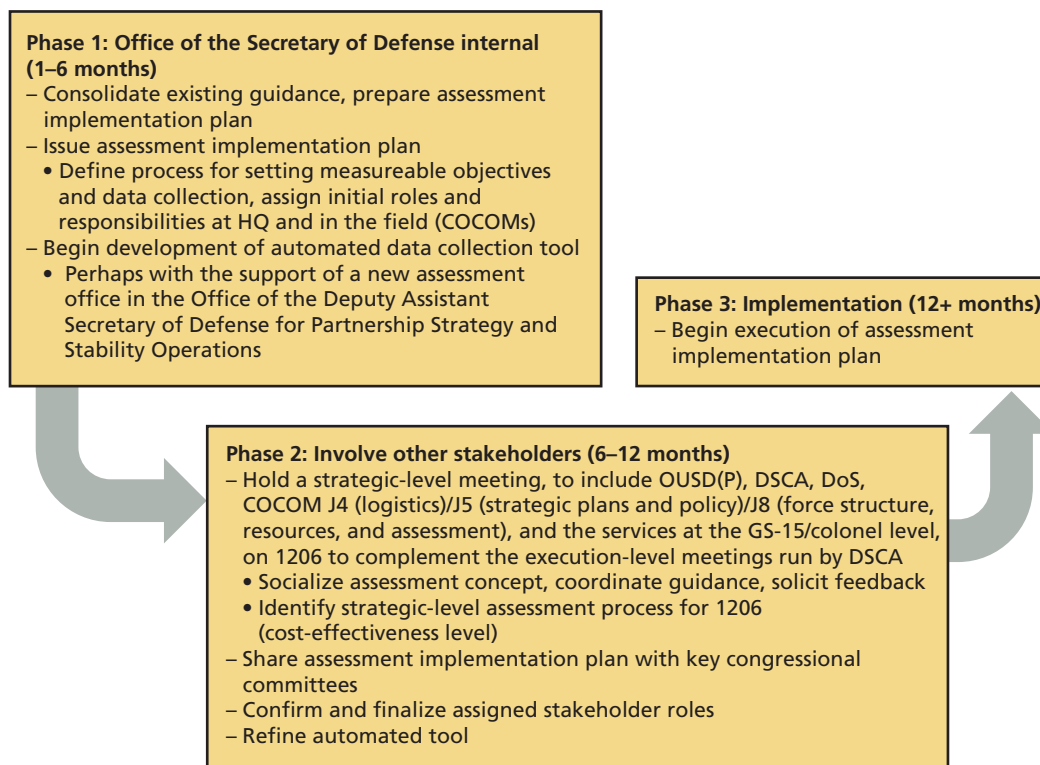 Phase 1: Office of the Secretary of Defense internal
(1–6 months)
– Consolidate existing guidance, prepare assessment
implementation plan
– Issue assessment implementation plan
• Define process for setting measureable objectives
and data collection, assign initial roles and
responsibilities at HQ and in the field (COCOMs)
– Begin development of automated data collection tool
• Perhaps with the support of a new assessment
office in the Office of the Deputy Assistant
Secretary of Defense for Partnership Strategy and
Stability Operations
Phase 2: Involve other stakeholders (6–12 months)
– Hold a strategic-level meeting, to include OUSD(P), DSCA, DoS,
COCOM J4 (logistics)/J5 (strategic plans and policy)/J8 (force structure,
resources, and assessment), and the services at the GS-15/colonel level,
on 1206 to complement the execution-level meetings run by DSCA
• Socialize assessment concept, coordinate guidance, solicit feedback
• Identify strategic-level assessment process for 1206
(cost-effectiveness level)
– Share assessment implementation plan with key congressional
committees
– Confirm and finalize assigned stakeholder roles
– Refine automated tool
Phase 3: Implementation (12+ months)
– Begin execution of assessment
implementation plan